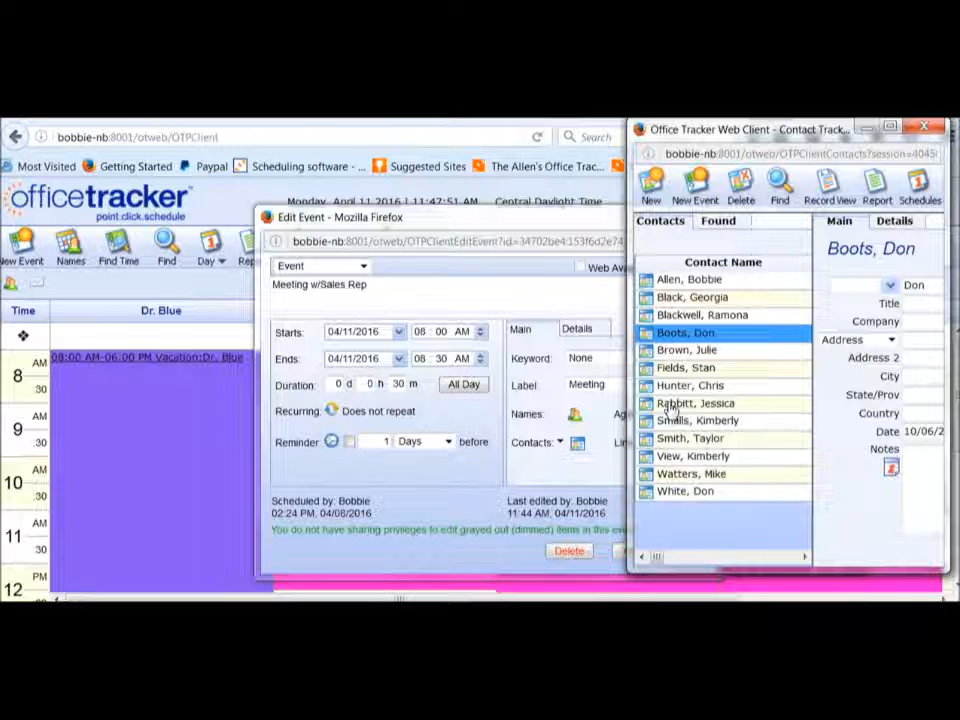 bobbie-nb:8001/otweb/OTPClient
Search
Most Visited Getting Started Paypal Scheduling software - ... Suggested Sites The Allen's Office Trac...
officetracker™
point.click.schedule
Monday, April 11 2016 11:47:51 AM Central Daylight Time
New Event Names Find Time Find Day
Time
Dr. Blue
08:00 AM-06:00 PM Vacation:Dr. Blue
AM
8
30
AM
9
30
AM
10
30
AM
11
30
PM
12
Edit Event - Mozilla Firefox
bobbie-nb:8001/otweb/OTPClientEditEvent?id=34702be4:153f6d2e74
Event
Web Av
Meeting w/Sales Rep
Starts: 04/11/2016 08 : 00 AM
Ends: 04/11/2016 08 : 30 AM
Duration: 0 d 0 h 30 m All Day
Recurring: Does not repeat
Reminder 1 Days before
Main Details
Keyword: None
Label: Meeting
Names:
Contacts:
Scheduled by: Bobbie
02:24 PM, 04/08/2016
Last edited by: Bobbie
11:44 AM, 04/11/2016
You do not have sharing privileges to edit grayed out (dimmed) items in this eve
Delete
Office Tracker Web Client - Contact Track...
bobbie-nb:8001/otweb/OTPClientContacts?session=4045
New New Event Delete Find Record View Report Schedules
Contacts Found
Contact Name
Allen, Bobbie
Black, Georgia
Blackwell, Ramona
Boots, Don
Brown, Julie
Fields, Stan
Hunter, Chris
Rabbitt, Jessica
Smalls, Kimberly
Smith, Taylor
View, Kimberly
Watters, Mike
White, Don
Main Details
Boots, Don
Don
Title
Company
Address
Address 2
City
State/Prov
Country
Date 10/06/2
Notes